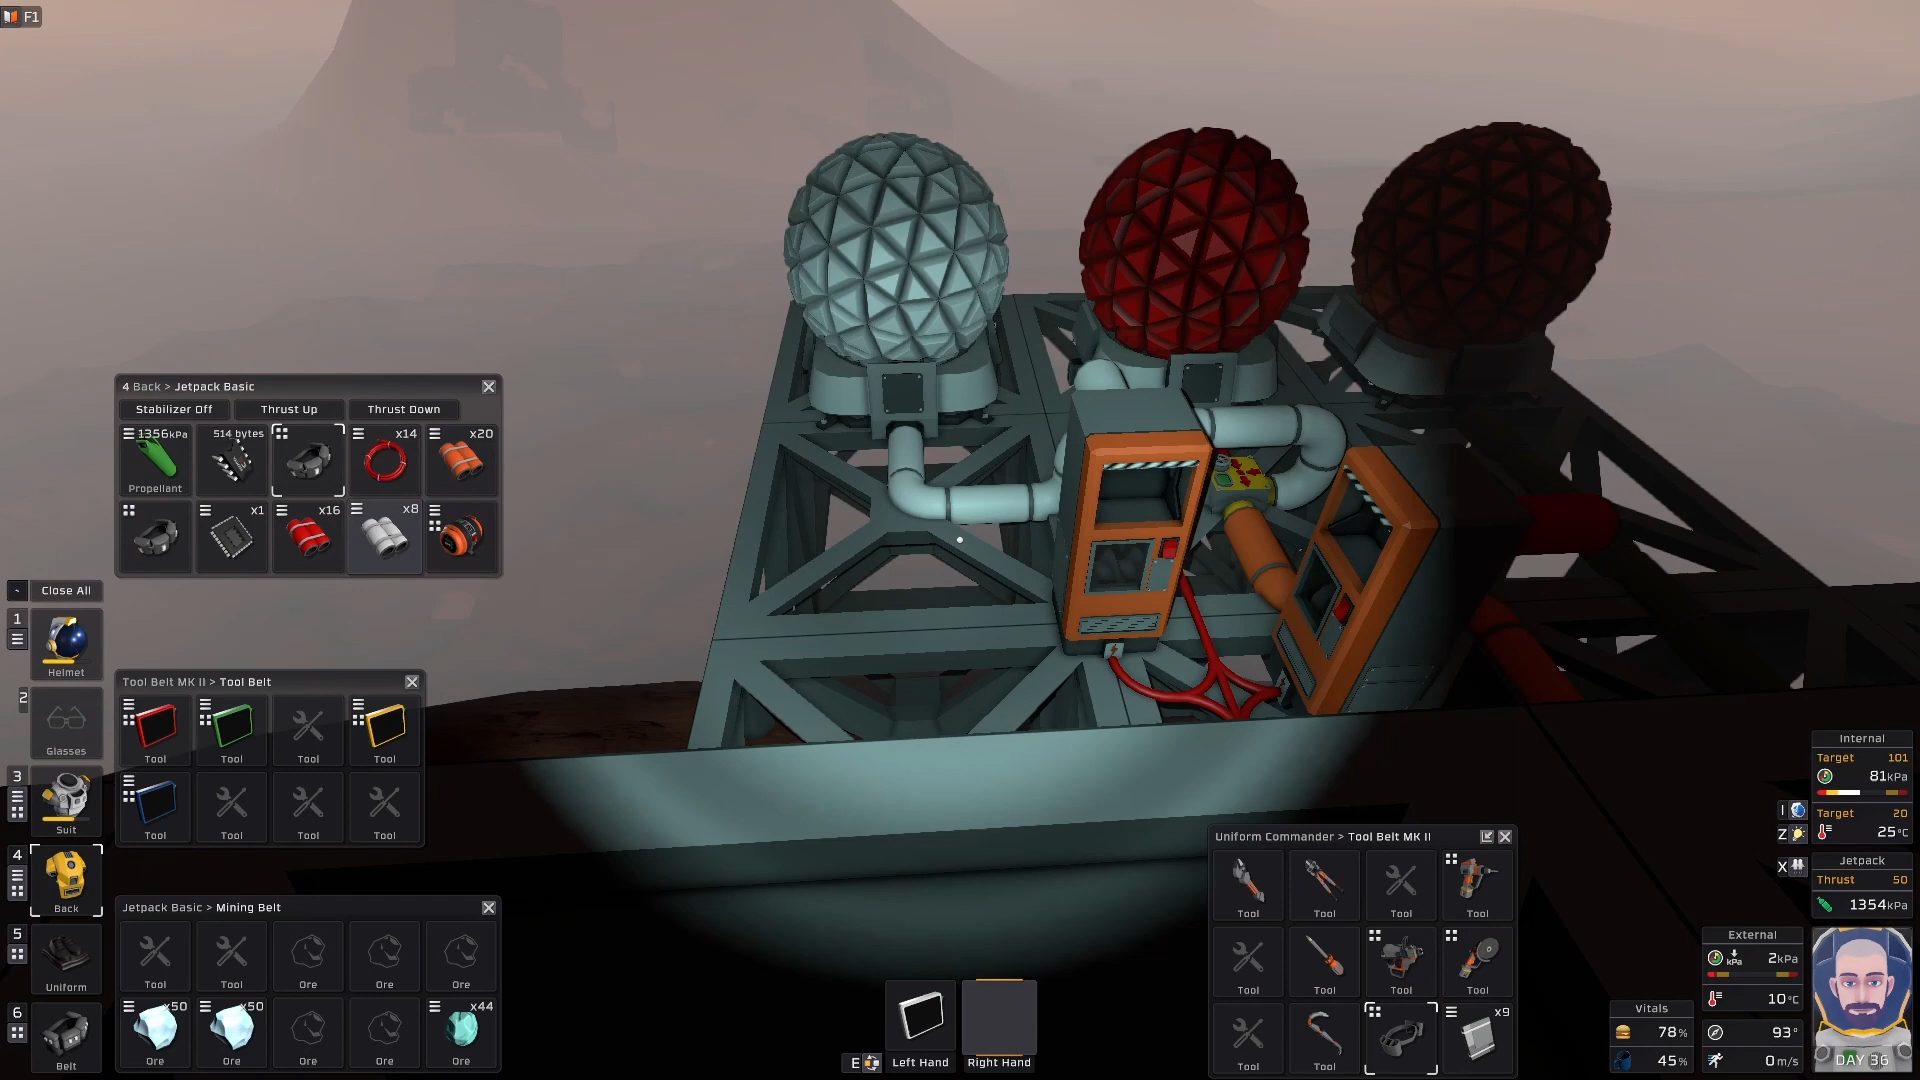 F1
4 Back > Jetpack Basic
Stabilizer Off
Thrust Up
Thrust Down
1356kPa
514 bytes
x14
x20
Propellant
x1
x16
x8
~
Close All
1
Helmet
2
Glasses
3
Suit
4
Back
5
Uniform
6
Belt
Tool Belt MK II > Tool Belt
Tool
Tool
Tool
Tool
Tool
Tool
Tool
Tool
Jetpack Basic > Mining Belt
Tool
Tool
Ore
Ore
Ore
x50
x50
x44
Ore
Ore
Ore
Ore
Ore
E
Left Hand
Right Hand
Uniform Commander > Tool Belt MK II
Tool
Tool
Tool
Tool
Tool
Tool
Tool
Tool
x9
Tool
Tool
Tool
Tool
Internal
Target 101
81kPa
Target 20
25°C
I
Z
X
Jetpack
Thrust 50
1354kPa
External
kPa
2kPa
10°C
93°
0m/s
Vitals
78%
45%
DAY 36